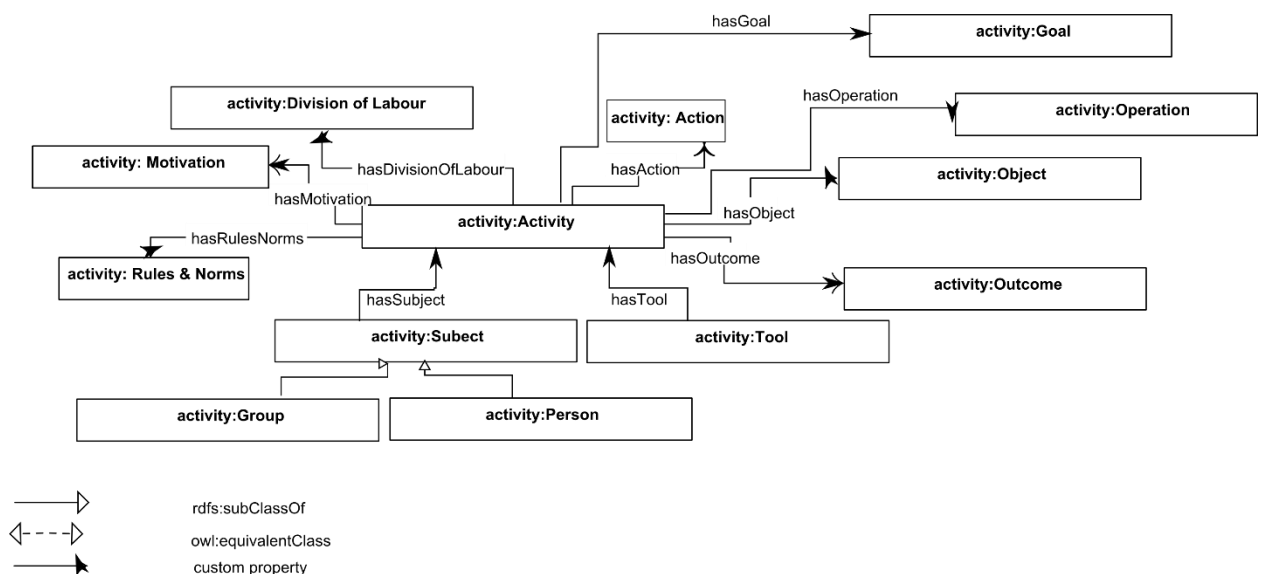 hasGoal
activity:Goal
activity:Division of Labour
hasOperation
activity: Action
activity:Operation
activity: Motivation
hasDivisionOfLabour
hasAction
activity:Object
hasMotivation
activity:Activity
hasObject
hasRulesNorms
hasOutcome
activity: Rules & Norms
activity:Outcome
hasSubject
hasTool
activity:Subect
activity:Tool
activity:Group
activity:Person
rdfs:subClassOf
owl:equivalentClass
custom property